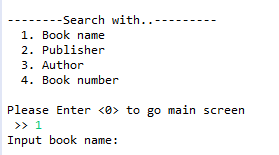 --------Search with..---------
1. Book name
2. Publisher
3. Author
4. Book number
Please Enter <0> to go main screen
>> 1
Input book name: